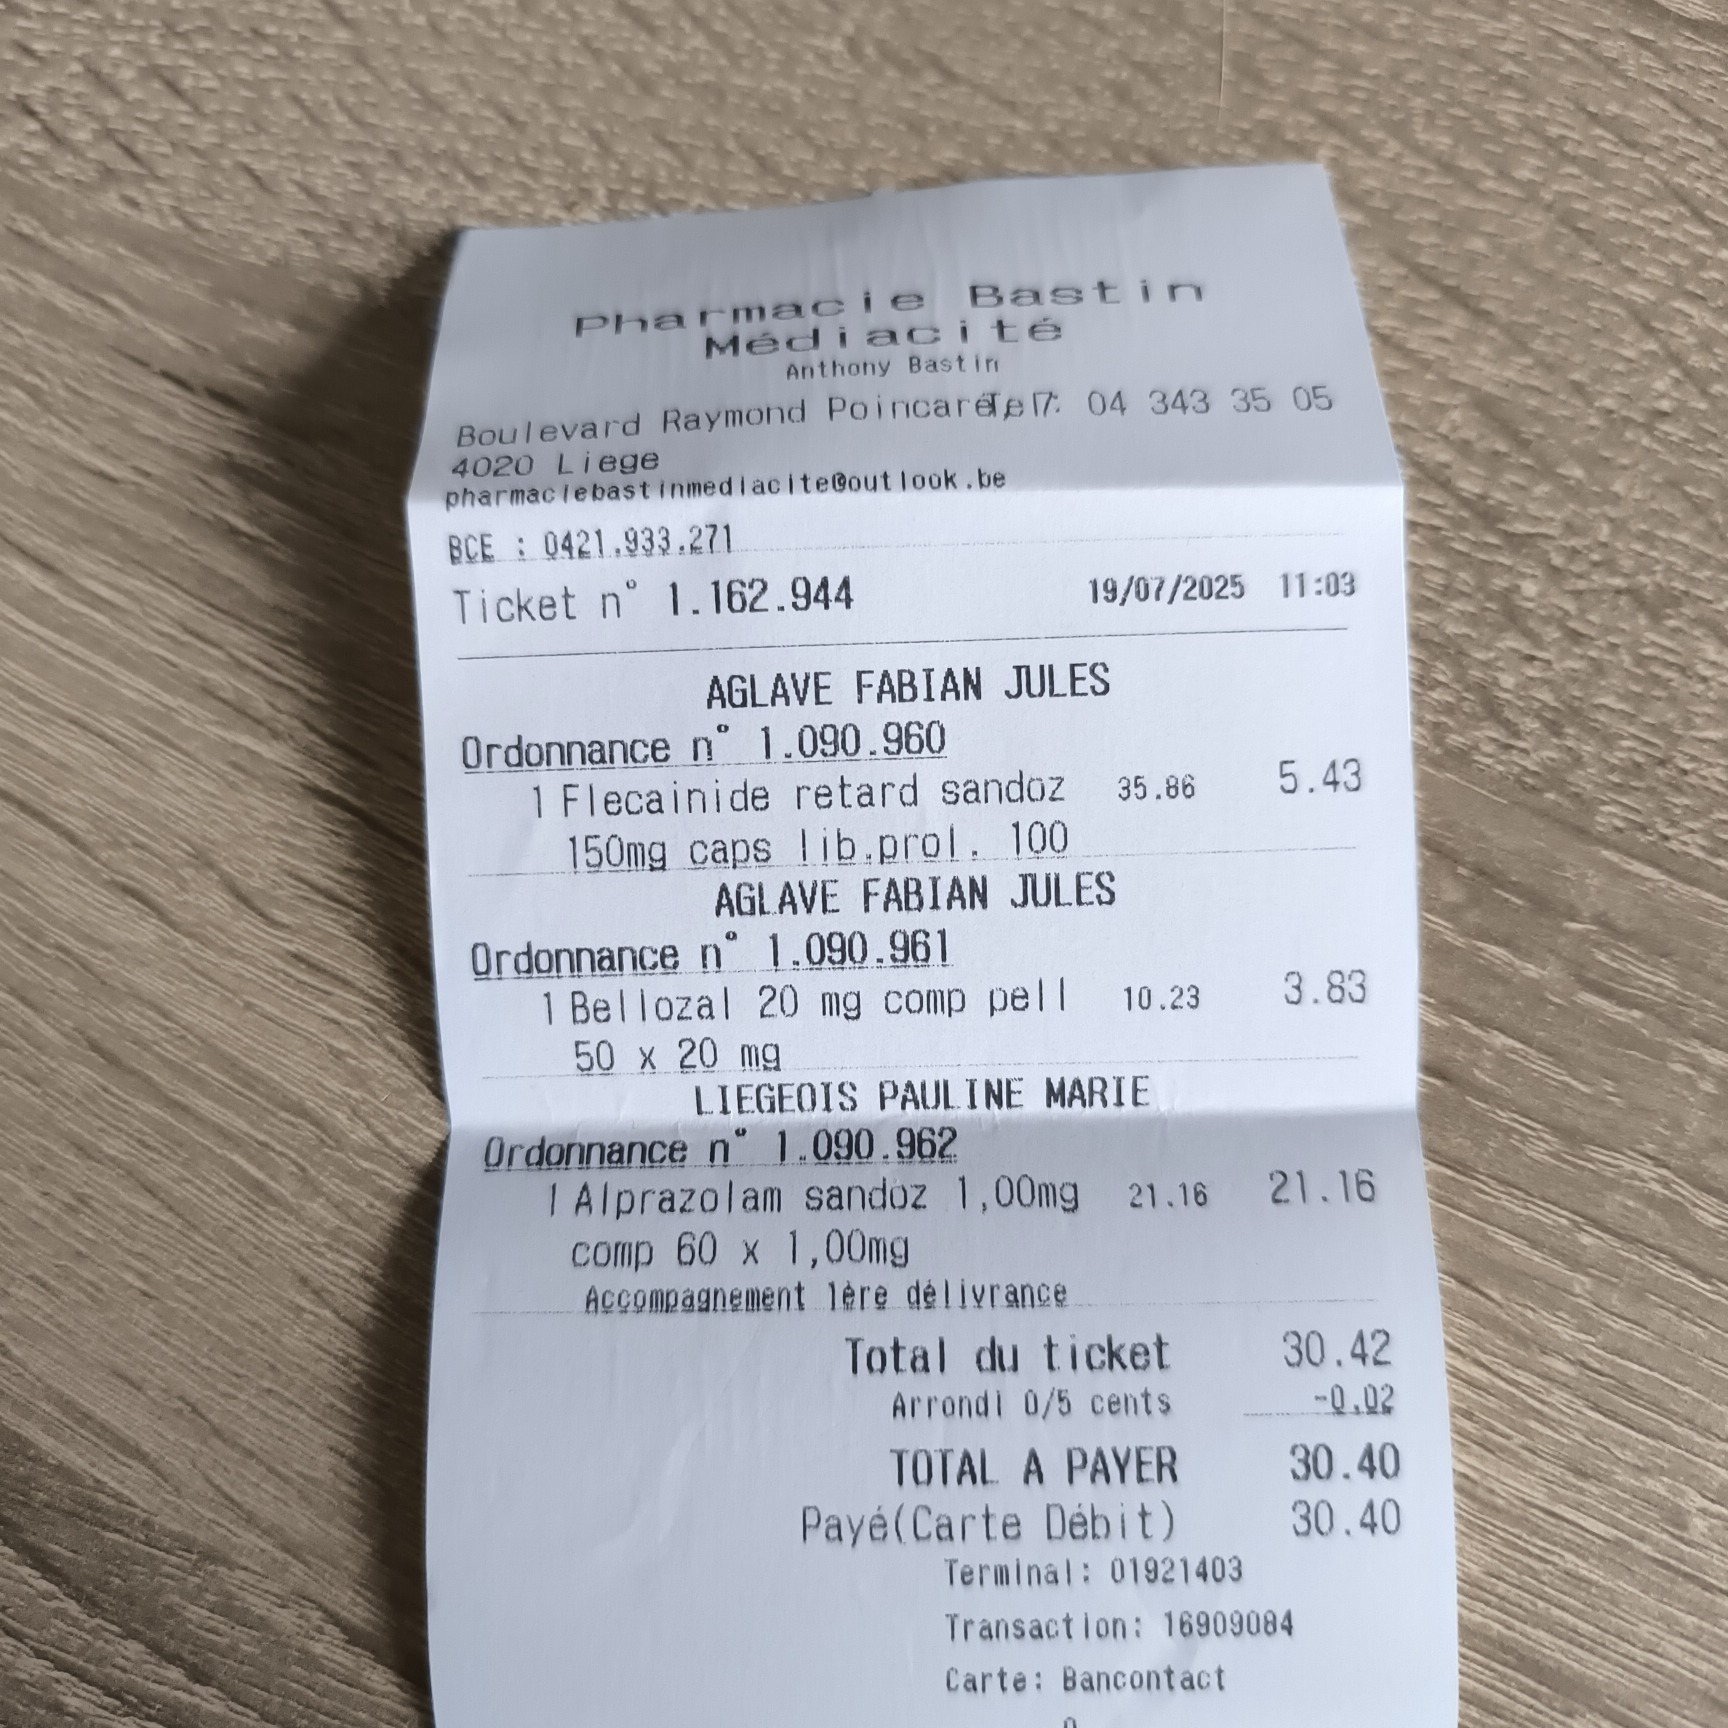 Pharmacie Bastin
Médiacité
Anthony Bastin
Boulevard Raymond Poincaré, 7 Tel: 04 343 35 05
4020 Liege
pharmaciebastinmediacite@outlook.be
BCE : 0421.933.271
Ticket n° 1.162.944 19/07/2025 11:03
AGLAVE FABIAN JULES
Ordonnance n° 1.090.960
1 Flecainide retard sandoz 35.86 5.43
150mg caps lib.prol. 100
AGLAVE FABIAN JULES
Ordonnance n° 1.090.961
1 Bellozal 20 mg comp pell 10.23 3.83
50 x 20 mg
LIEGEOIS PAULINE MARIE
Ordonnance n° 1.090.962
1 Alprazolam sandoz 1,00mg 21.16 21.16
comp 60 x 1,00mg
Accompagnement 1ère délivrance
Total du ticket 30.42
Arrondi 0/5 cents -0.02
TOTAL A PAYER 30.40
Payé(Carte Débit) 30.40
Terminal: 01921403
Transaction: 16909084
Carte: Bancontact